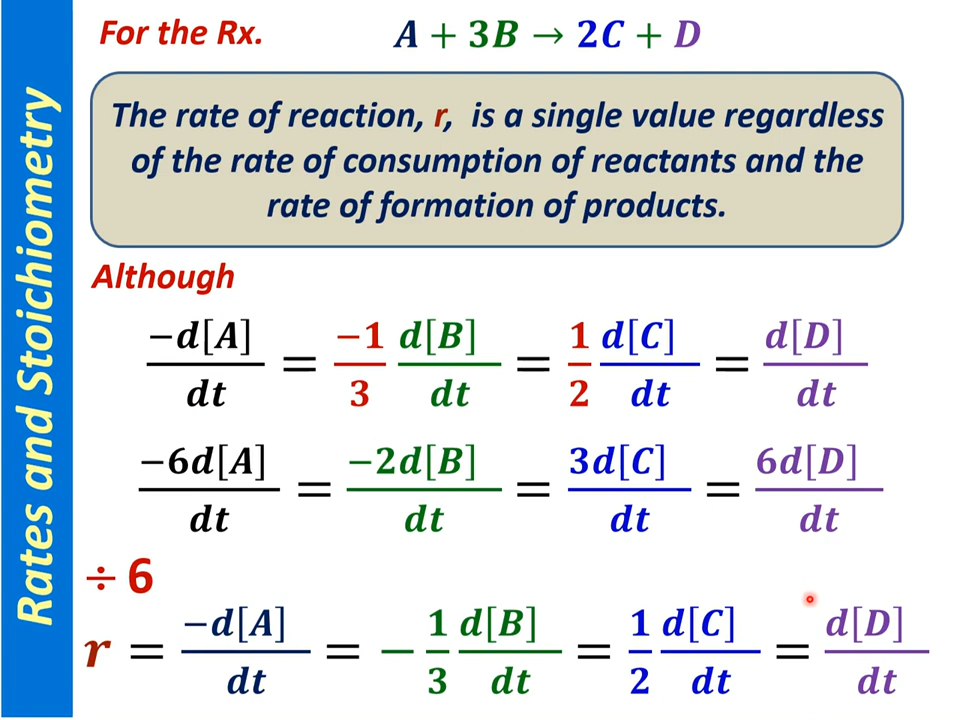 Rates and Stoichiometry
For the Rx. A + 3B → 2C + D
The rate of reaction, r, is a single value regardless
of the rate of consumption of reactants and the
rate of formation of products.
Although
−d[A]/dt = −1/3 d[B]/dt = 1/2 d[C]/dt = d[D]/dt
−6d[A]/dt = −2d[B]/dt = 3d[C]/dt = 6d[D]/dt
÷ 6
r = −d[A]/dt = − 1/3 d[B]/dt = 1/2 d[C]/dt = d[D]/dt